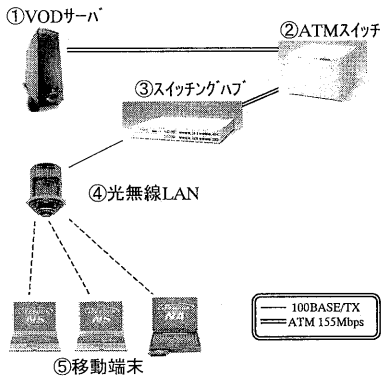 ①VODサーバ
②ATMスイッチ
③スイッチングハブ
④光無線LAN
100BASE/TX
ATM 155Mbps
⑤移動端末